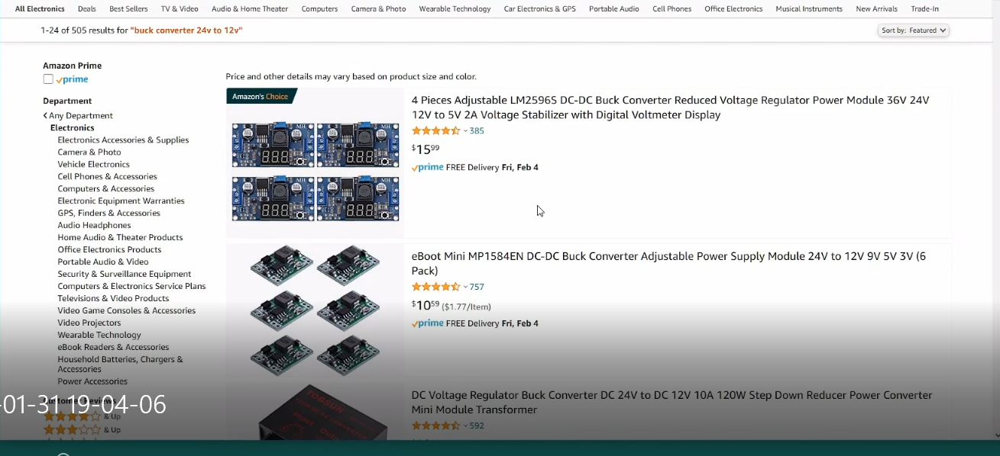 All Electronics Deals Best Sellers TV & Video Audio & Home Theater Computers Camera & Photo Wearable Technology Car Electronics & GPS Portable Audio Cell Phones Office Electronics Musical Instruments New Arrivals Trade-In
1-24 of 505 results for "buck converter 24v to 12v"
Sort by: Featured
Amazon Prime
prime
Department
Any Department
Electronics
Electronics Accessories & Supplies
Camera & Photo
Vehicle Electronics
Cell Phones & Accessories
Computers & Accessories
Electronic Equipment Warranties
GPS, Finders & Accessories
Audio Headphones
Home Audio & Theater Products
Office Electronics Products
Portable Audio & Video
Security & Surveillance Equipment
Computers & Electronics Service Plans
Televisions & Video Products
Video Game Consoles & Accessories
Video Projectors
Wearable Technology
eBook Readers & Accessories
Household Batteries, Chargers &
Accessories
Power Accessories
Customer Reviews
& Up
& Up
-01-31 19-04-06
Price and other details may vary based on product size and color.
Amazon's Choice
4 Pieces Adjustable LM2596S DC-DC Buck Converter Reduced Voltage Regulator Power Module 36V 24V
12V to 5V 2A Voltage Stabilizer with Digital Voltmeter Display
385
$15 99
prime FREE Delivery Fri, Feb 4
eBoot Mini MP1584EN DC-DC Buck Converter Adjustable Power Supply Module 24V to 12V 9V 5V 3V (6
Pack)
757
$10 59 ($1.77/Item)
prime FREE Delivery Fri, Feb 4
DC Voltage Regulator Buck Converter DC 24V to DC 12V 10A 120W Step Down Reducer Power Converter
Mini Module Transformer
592
TOBSUN
Input